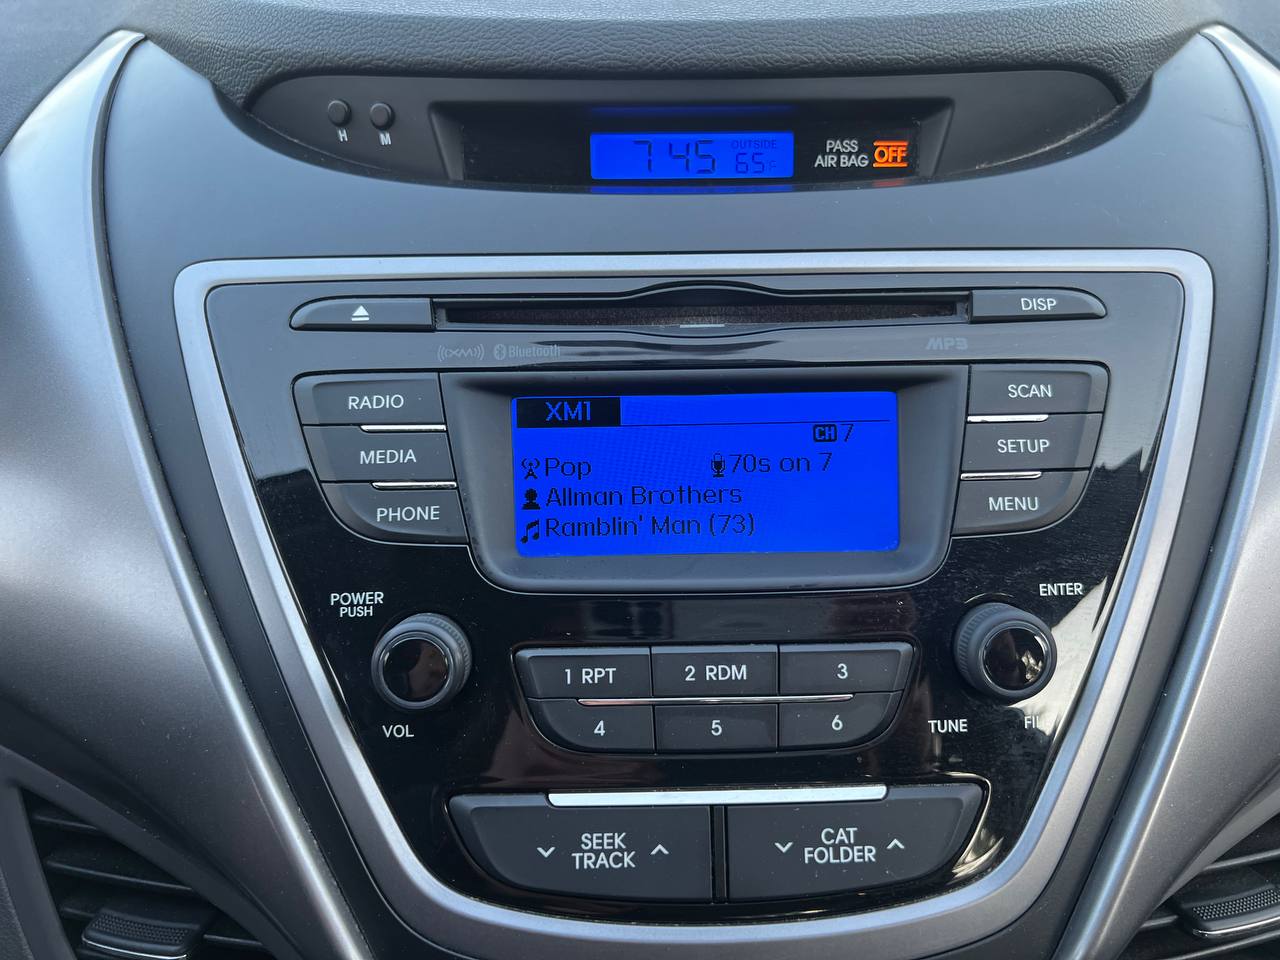 H M
7 45 OUTSIDE 65 F
PASS AIR BAG OFF
DISP
((XM)) Bluetooth MP3
RADIO
MEDIA
PHONE
XM1
CH 7
Pop 70s on 7
Allman Brothers
Ramblin' Man (73)
SCAN
SETUP
MENU
POWER
PUSH
VOL
ENTER
TUNE
1 RPT 2 RDM 3
4 5 6
SEEK
TRACK
CAT
FOLDER